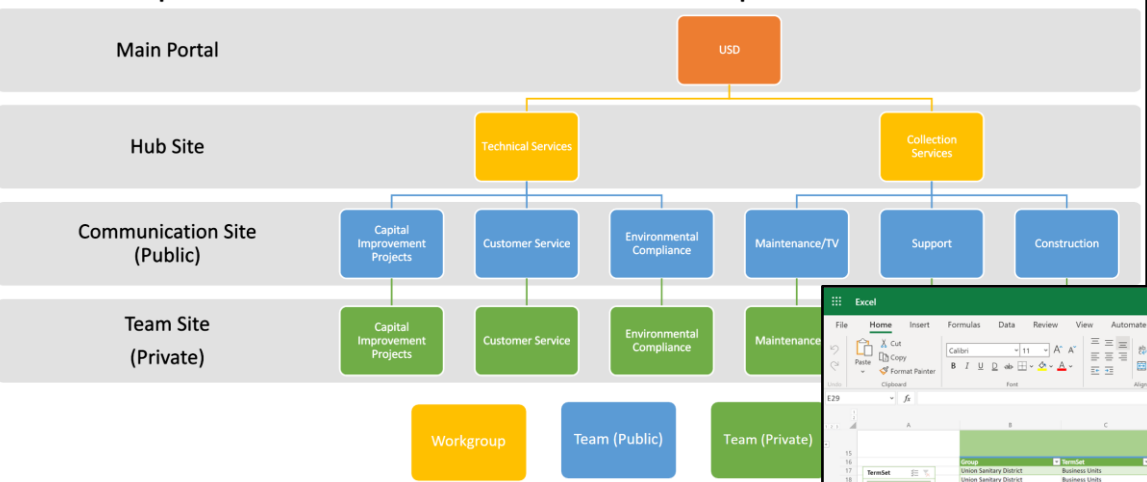 Main Portal
USD
Hub Site
Technical Services
Collection
Services
Communication Site
(Public)
Capital
Improvement
Projects
Customer Service
Environmental
Compliance
Maintenance/TV
Support
Construction
Team Site
(Private)
Capital
Improvement
Projects
Customer Service
Environmental
Compliance
Maintenance
Workgroup
Team (Public)
Team (Private)
Excel
File Home Insert Formulas Data Review View Automate
Paste
Cut
Copy
Format Painter
Calibri 11 A A
B I U D ab A
Undo Clipboard Font Align
E29 fx
A B C
15
16 Group TermSet
17 TermSet Union Sanitary District Business Units
18 Union Sanitary District Business Units